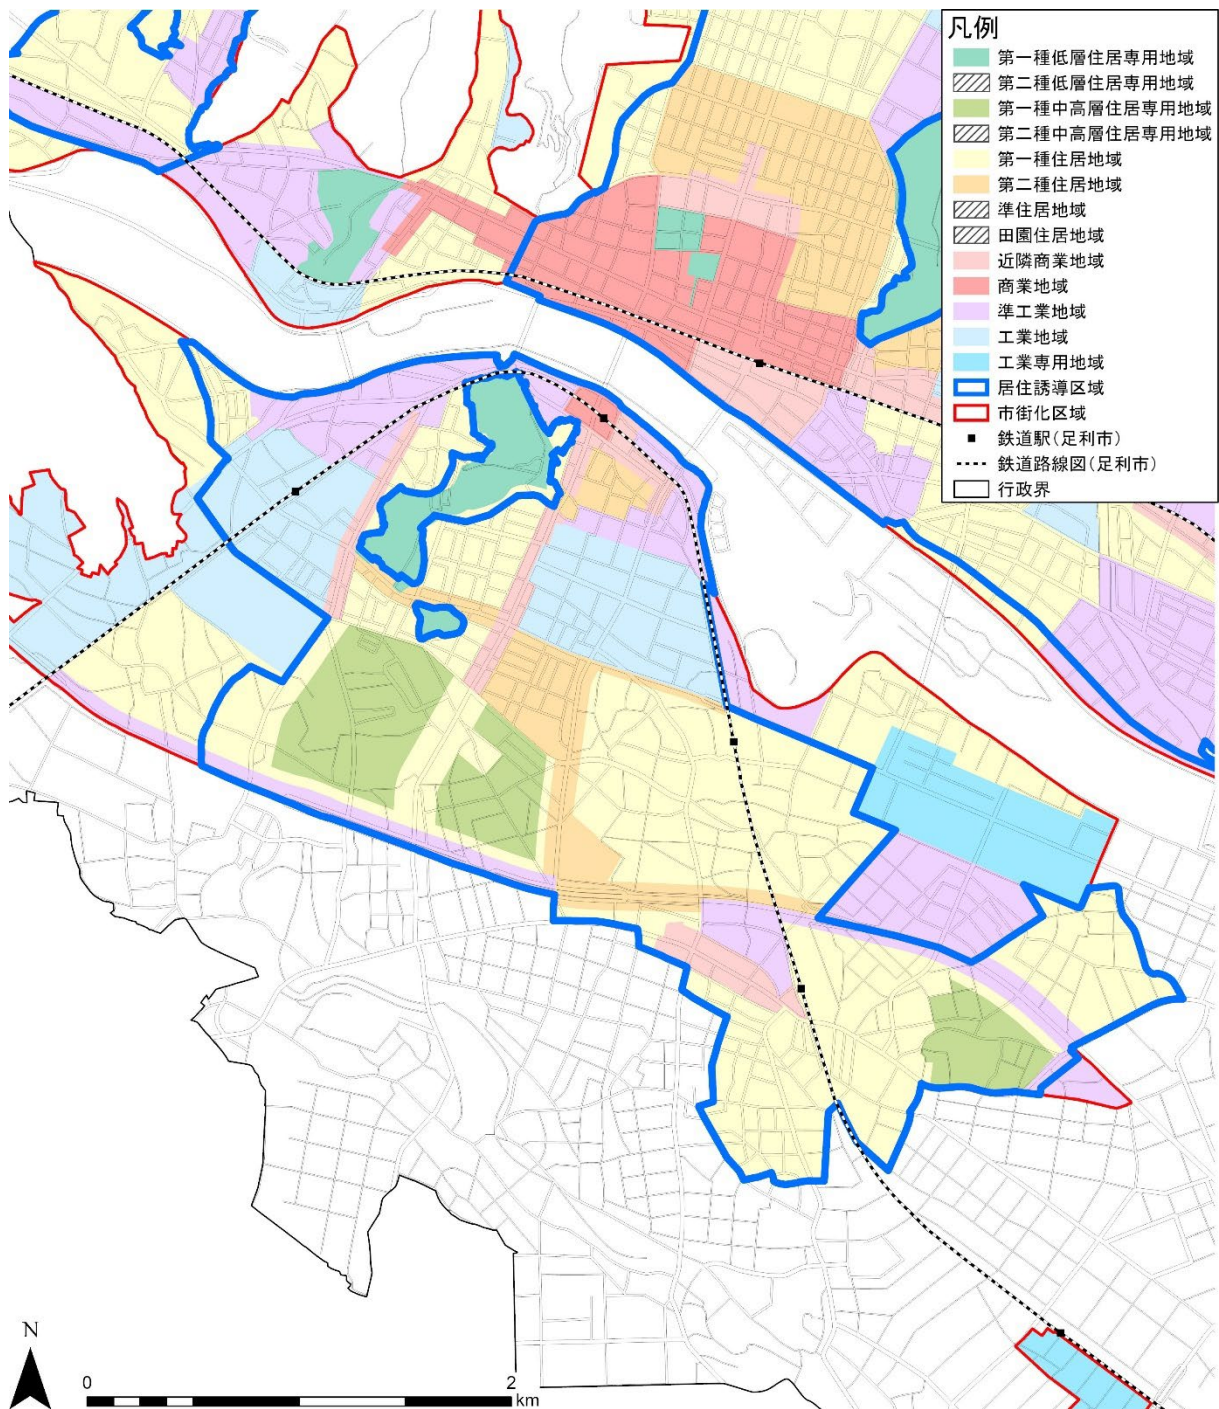 凡例
第一種低層住居専用地域
第二種低層住居専用地域
第一種中高層住居専用地域
第二種中高層住居専用地域
第一種住居地域
第二種住居地域
準住居地域
田園住居地域
近隣商業地域
商業地域
準工業地域
工業地域
工業専用地域
居住誘導区域
市街化区域
鉄道駅(足利市)
鉄道路線図(足利市)
行政界
N
0 2
km